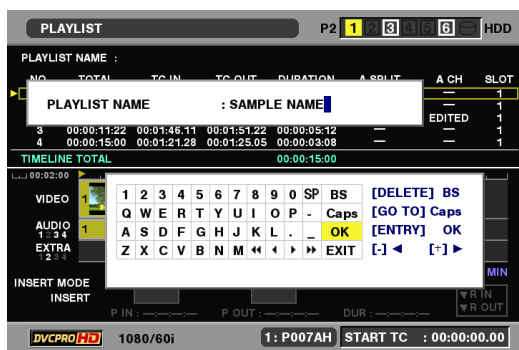 PLAYLIST P2 1 2 3 4 5 6 HDD
PLAYLIST NAME :
NO TOTAL TC IN TC OUT DURATION A SPLIT A CH SLOT
— 1
PLAYLIST NAME : SAMPLE NAME
— 1
EDITED 1
3 00:00:11:22 00:01:46.11 00:01:51.22 00:00:05:12 — — 1
4 00:00:15:00 00:01:21.28 00:01:25.05 00:00:03:08 — — 1
TIMELINE TOTAL 00:00:15:00
00:02:00
VIDEO 1
1 2 3 4 5 6 7 8 9 0 SP BS [DELETE] BS
Q W E R T Y U I O P - Caps [GO TO] Caps
AUDIO 1
1 2 3 4
A S D F G H J K L . _ OK [ENTRY] OK
EXTRA
1 2 3 4
Z X C V B N M ◀◀ ◀ ▶ ▶▶ EXIT [-] ◀ [+] ▶
MIN
INSERT MODE
INSERT
▼R IN
▼R OUT
P IN : —:—:—:— P OUT : —:—:—:— DUR : —:—:—:—
DVCPRO HD 1080/60i 1 : P007AH START TC : 00:00:00.00